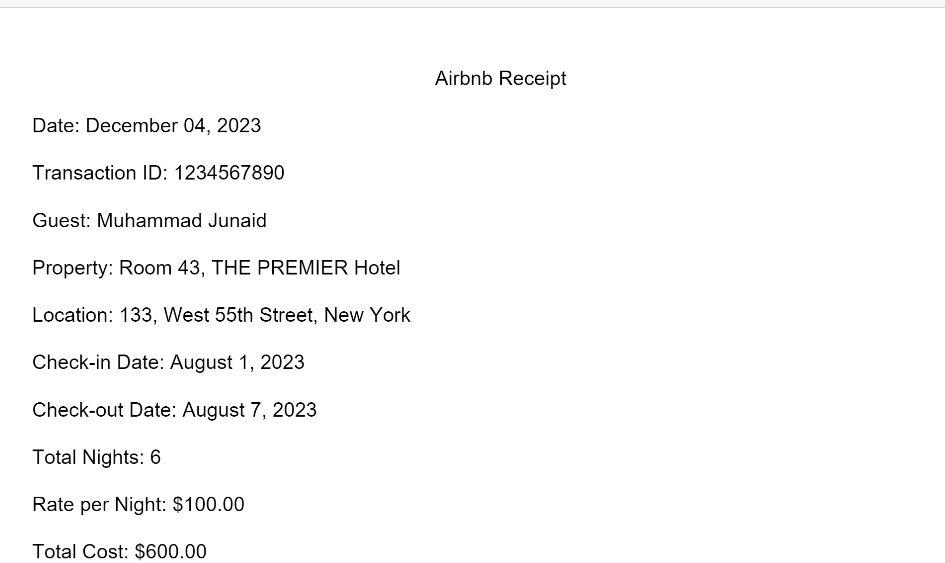 Airbnb Receipt
Date: December 04, 2023
Transaction ID: 1234567890
Guest: Muhammad Junaid
Property: Room 43, THE PREMIER Hotel
Location: 133, West 55th Street, New York
Check-in Date: August 1, 2023
Check-out Date: August 7, 2023
Total Nights: 6
Rate per Night: $100.00
Total Cost: $600.00